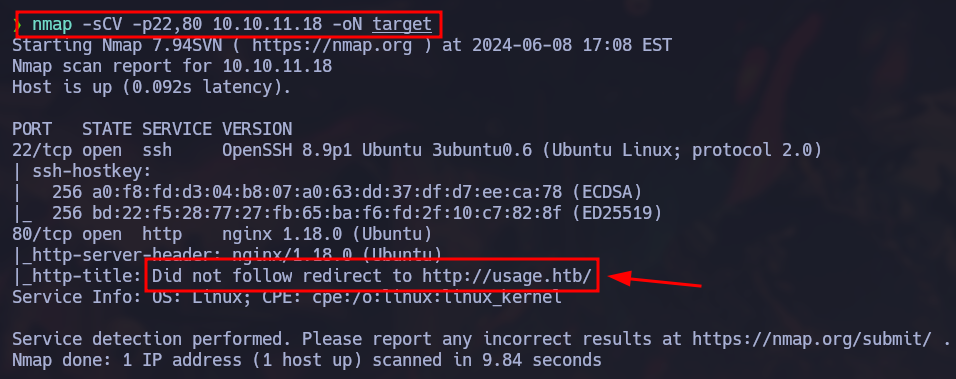 ❯ nmap -sCV -p22,80 10.10.11.18 -oN target
Starting Nmap 7.94SVN ( https://nmap.org ) at 2024-06-08 17:08 EST
Nmap scan report for 10.10.11.18
Host is up (0.092s latency).

PORT   STATE SERVICE VERSION
22/tcp open  ssh     OpenSSH 8.9p1 Ubuntu 3ubuntu0.6 (Ubuntu Linux; protocol 2.0)
| ssh-hostkey:
|   256 a0:f8:fd:d3:04:b8:07:a0:63:dd:37:df:d7:ee:ca:78 (ECDSA)
|_  256 bd:22:f5:28:77:27:fb:65:ba:f6:fd:2f:10:c7:82:8f (ED25519)
80/tcp open  http    nginx 1.18.0 (Ubuntu)
|_http-server-header: nginx/1.18.0 (Ubuntu)
|_http-title: Did not follow redirect to http://usage.htb/
Service Info: OS: Linux; CPE: cpe:/o:linux:linux_kernel

Service detection performed. Please report any incorrect results at https://nmap.org/submit/ .
Nmap done: 1 IP address (1 host up) scanned in 9.84 seconds